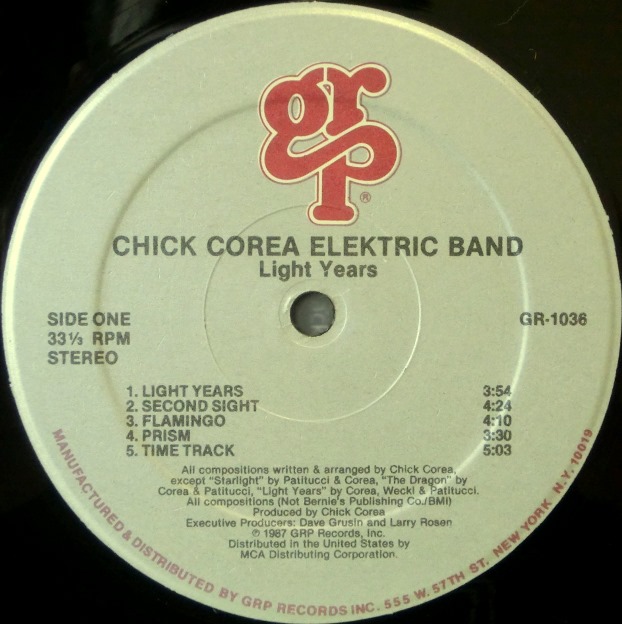 grp®
CHICK COREA ELEKTRIC BAND
Light Years
SIDE ONE
33⅓ RPM
STEREO
GR-1036
1. LIGHT YEARS 3:54
2. SECOND SIGHT 4:24
3. FLAMINGO 4:10
4. PRISM 3:30
5. TIME TRACK 5:03
All compositions written & arranged by Chick Corea,
except "Starlight" by Patitucci & Corea, "The Dragon" by
Corea & Patitucci, "Light Years" by Corea, Weckl & Patitucci.
All compositions (Not Bernie's Publishing Co./BMI)
Produced by Chick Corea
Executive Producers: Dave Grusin and Larry Rosen
℗ 1987 GRP Records, Inc.
Distributed in the United States by
MCA Distributing Corporation.
MANUFACTURED & DISTRIBUTED BY GRP RECORDS INC. 555 W. 57TH ST. NEW YORK N.Y. 10019